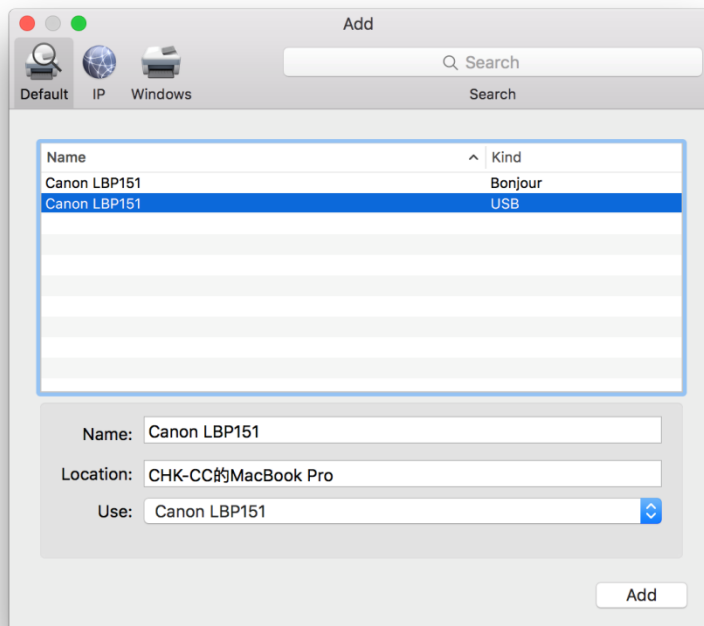 Add
Default IP Windows
Search
Search
Name Kind
Canon LBP151 Bonjour
Canon LBP151 USB
Name: Canon LBP151
Location: CHK-CC的MacBook Pro
Use: Canon LBP151
Add